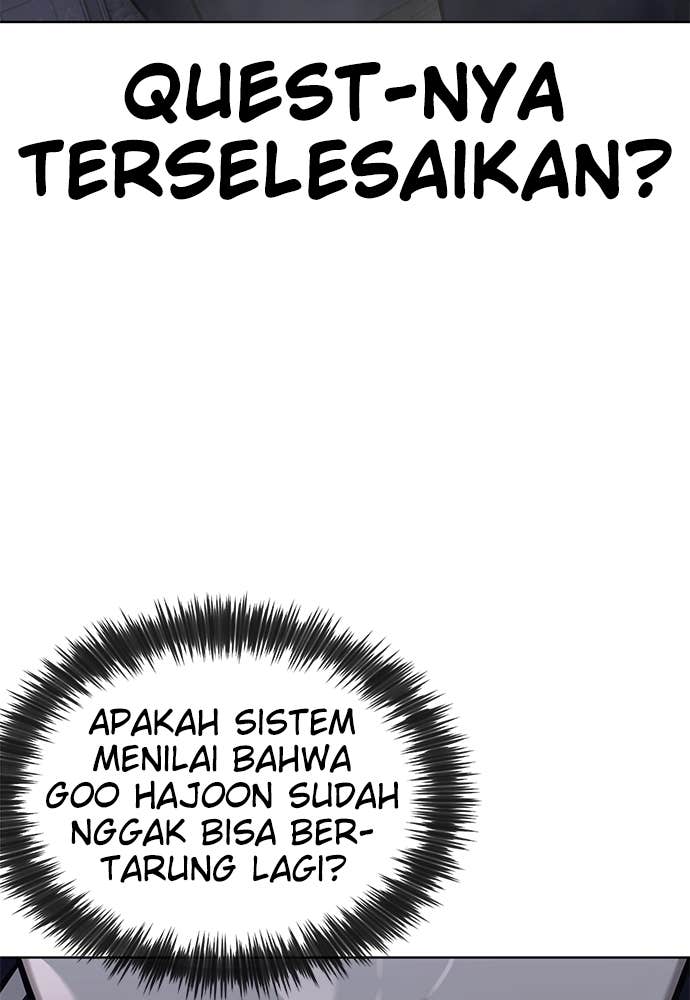 QUEST-NYA
TERSELESAIKAN?
APAKAH SISTEM
MENILAI BAHWA
GOO HAJOON SUDAH
NGGAK BISA BER-
TARUNG LAGI?